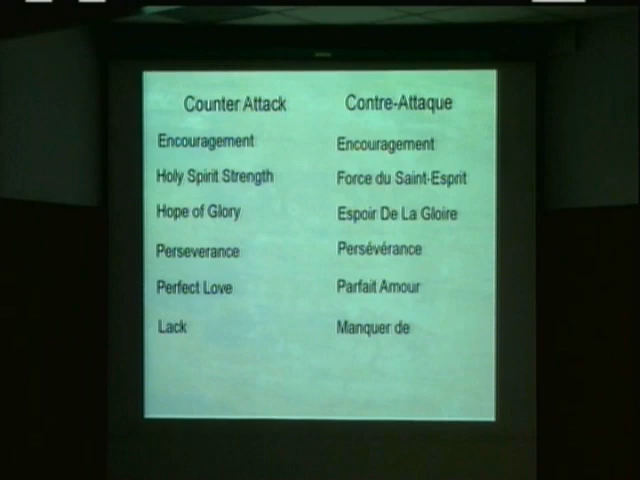 Counter Attack Contre-Attaque
Encouragement Encouragement
Holy Spirit Strength Force du Saint-Esprit
Hope of Glory Espoir De La Gloire
Perseverance Persévérance
Perfect Love Parfait Amour
Lack Manquer de